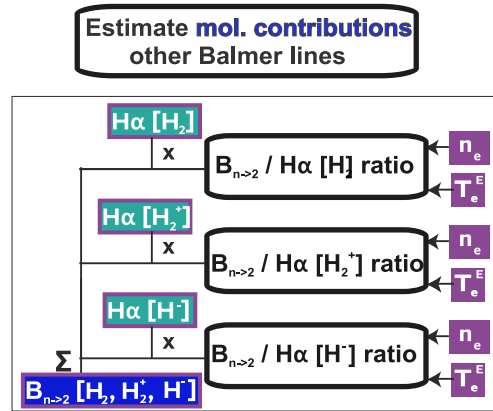 Estimate mol. contributions
other Balmer lines
Hα [H₂]
x
Bₙ₋>₂ / Hα [H₂] ratio
nₑ
Tₑᴱ
Hα [H₂⁺]
x
Bₙ₋>₂ / Hα [H₂⁺] ratio
nₑ
Tₑᴱ
Hα [H⁻]
x
Bₙ₋>₂ / Hα [H⁻] ratio
nₑ
Tₑᴱ
Σ
Bₙ₋>₂ [H₂, H₂⁺, H⁻]